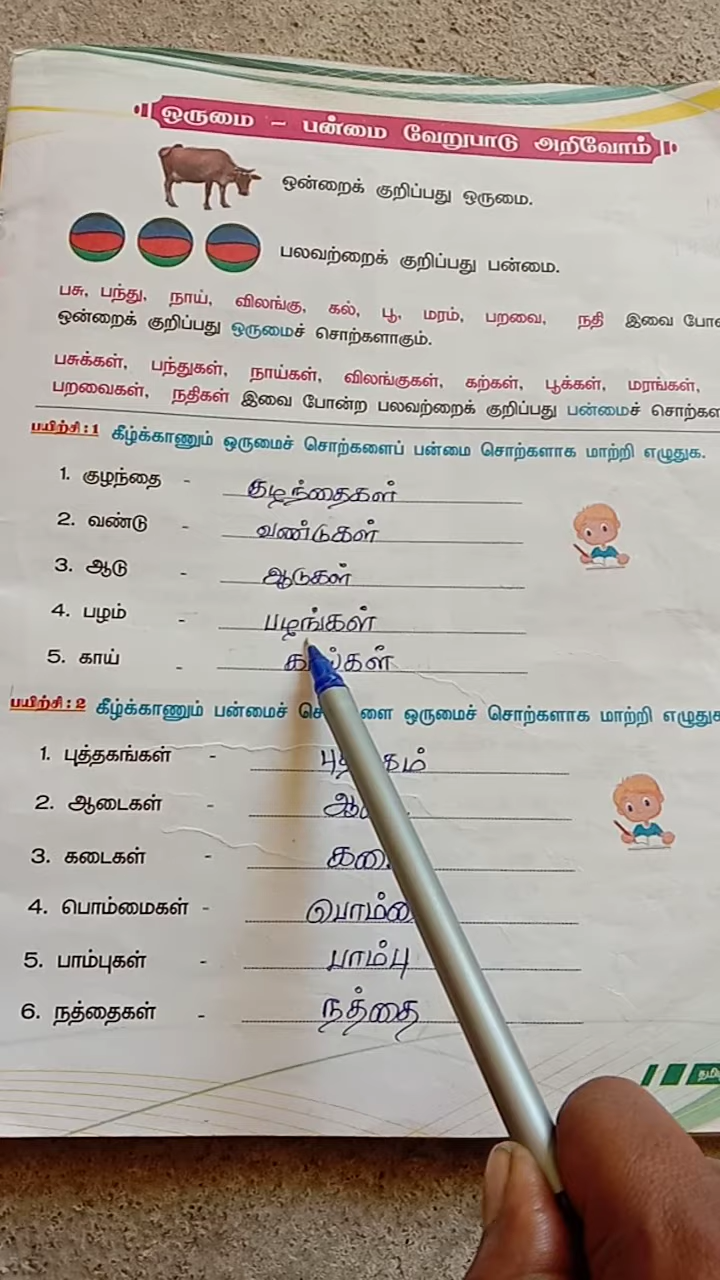 ஒருமை - பன்மை வேறுபாடு அறிவோம்
ஒன்றைக் குறிப்பது ஒருமை.
பலவற்றைக் குறிப்பது பன்மை.
பசு, பந்து, நாய், விலங்கு, கல், பூ, மரம், பறவை, நதி இவை
ஒன்றைக் குறிப்பது ஒருமைச் சொற்களாகும்.
பசுக்கள், பந்துகள், நாய்கள், விலங்குகள், கற்கள், பூக்கள், மரங்கள்,
பறவைகள், நதிகள் இவை போன்ற பலவற்றைக் குறிப்பது பன்மைச்
பயிற்சி : 1 கீழ்க்காணும் ஒருமைச் சொற்களைப் பன்மை சொற்களாக மாற்றி எழுதுக.
1. குழந்தை - குழந்தைகள்
2. வண்டு - வண்டுகள்
3. ஆடு - ஆடுகள்
4. பழம் - பழங்கள்
5. காய் - காய்கள்
பயிற்சி : 2 கீழ்க்காணும் பன்மைச் ஒருமைச் சொற்களாக மாற்றி
1. புத்தகங்கள் -
2. ஆடைகள் -
3. கடைகள் -
4. பொம்மைகள் -
5. பாம்புகள் - பாம்பு
6. நத்தைகள் - நத்தை